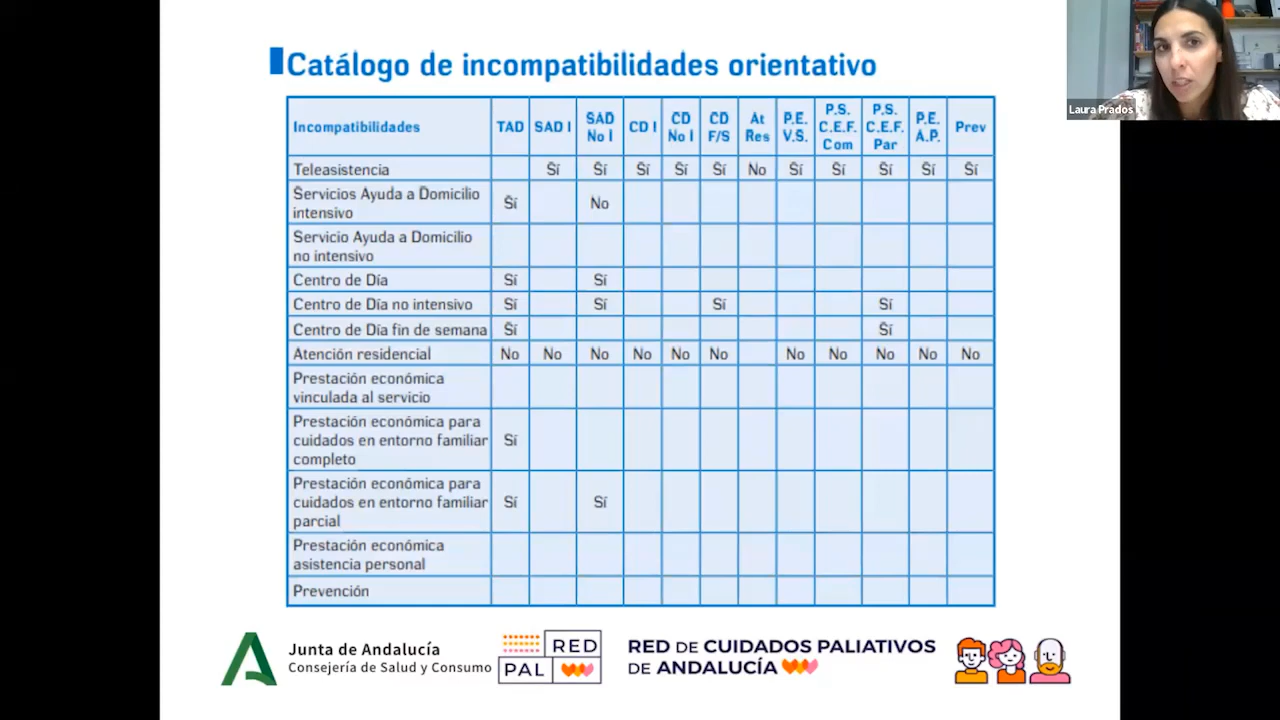 Catálogo de incompatibilidades orientativo
Laura Prados
Incompatibilidades TAD SAD I SAD No I CD I CD No I CD F/S At Res P.E. V.S. P.S. C.E.F. Com P.S. C.E.F. Par P.E. A.P. Prev
Teleasistencia Sí Sí Sí Sí Sí No Sí Sí Sí Sí Sí
Servicios Ayuda a Domicilio
intensivo Sí No
Servicio Ayuda a Domicilio
no intensivo
Centro de Día Sí Sí
Centro de Día no intensivo Sí Sí Sí Sí
Centro de Día fin de semana Sí Sí
Atención residencial No No No No No No No No No No No
Prestación económica
vinculada al servicio
Prestación económica para
cuidados en entorno familiar Sí
completo
Prestación económica para
cuidados en entorno familiar Sí Sí
parcial
Prestación económica
asistencia personal
Prevención
Junta de Andalucía
Consejería de Salud y Consumo
RED
PAL
RED DE CUIDADOS PALIATIVOS
DE ANDALUCÍA